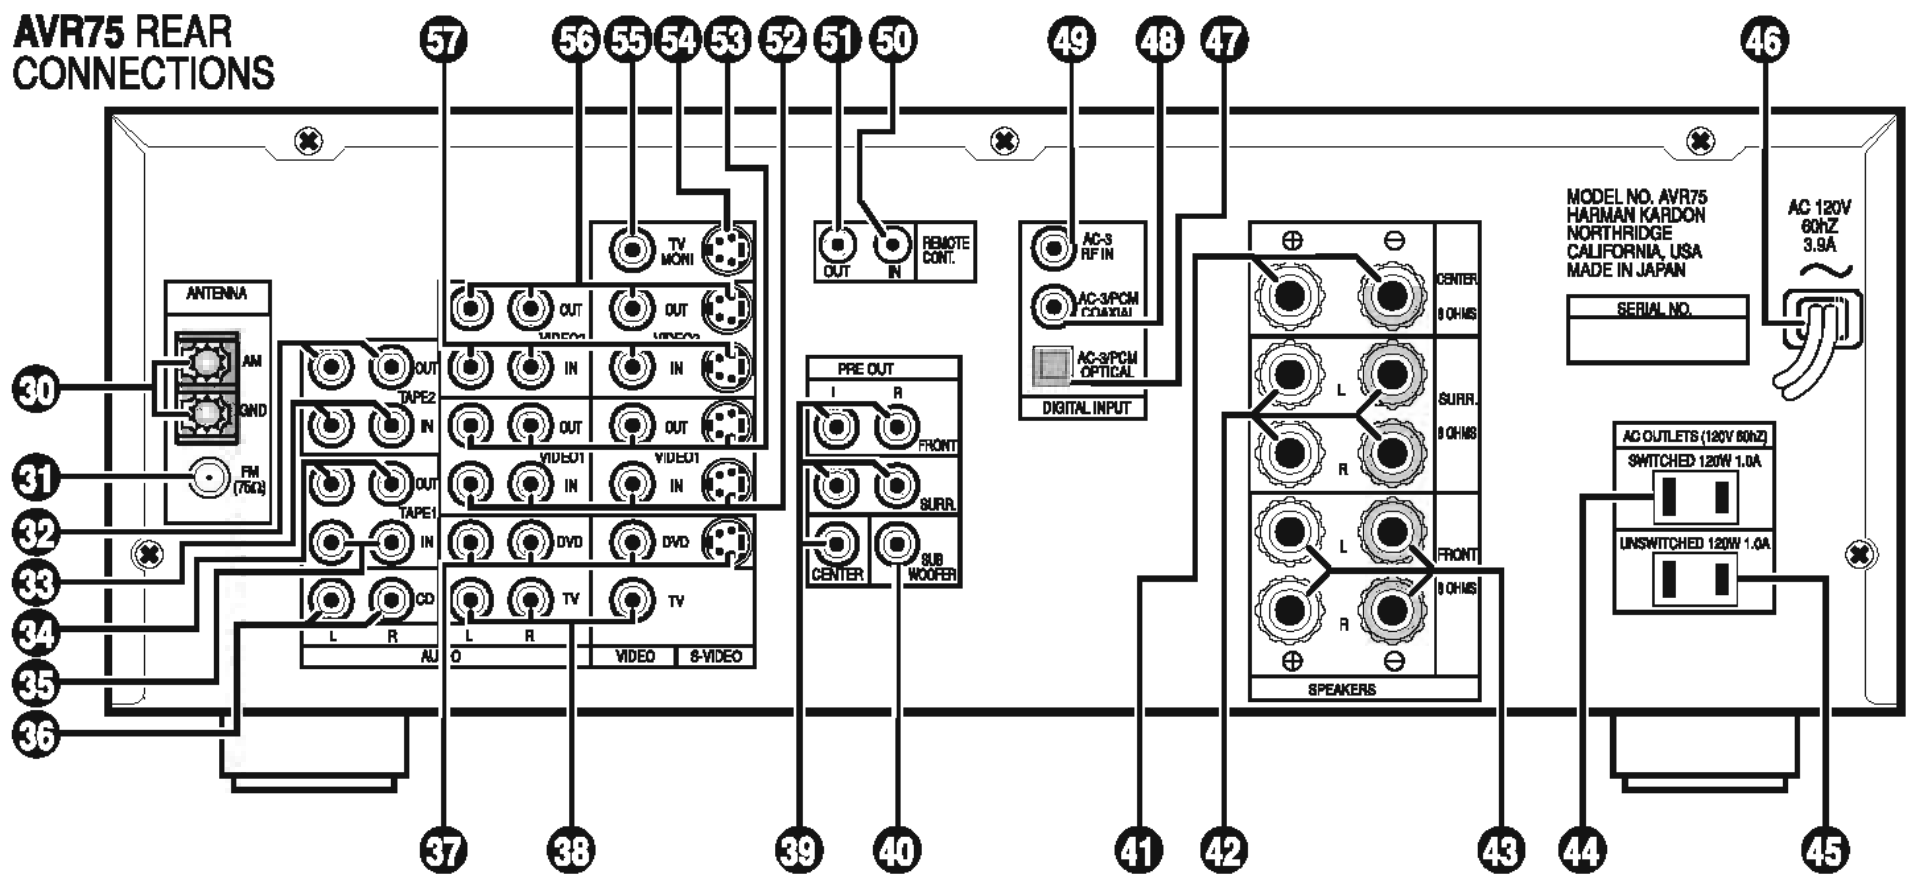 AVR75 REAR
CONNECTIONS
57 56 55 54 53 52 51 50 49 48 47 46
MODEL NO. AVR75
HARMAN KARDON
NORTHRIDGE
CALIFORNIA, USA
MADE IN JAPAN
SERIAL NO.
AC 120V
60hZ
3.9A
ANTENNA
AM
GND
FM
(75Ω)
30
31
32
33
34
35
36
TV
MONI
OUT OUT
IN IN
OUT OUT
VIDEO1 VIDEO1
IN IN
DVD DVD
TV TV
OUT
TAPE2
IN
OUT
TAPE1
IN
CD
L R L R
VIDEO S-VIDEO
OUT IN
REMOTE
CONT.
PRE OUT
R
FRONT
SURR.
CENTER
SUB
WOOFER
AC-3
RF IN
AC-3/PCM
COAXIAL
AC-3/PCM
OPTICAL
DIGITAL INPUT
⊕ ⊖
CENTER
8 OHMS
L
SURR.
8 OHMS
R
L
FRONT
8 OHMS
R
⊕ ⊖
SPEAKERS
AC OUTLETS (120V 60hZ)
SWITCHED 120W 1.0A
UNSWITCHED 120W 1.0A
37 38 39 40 41 42 43 44 45